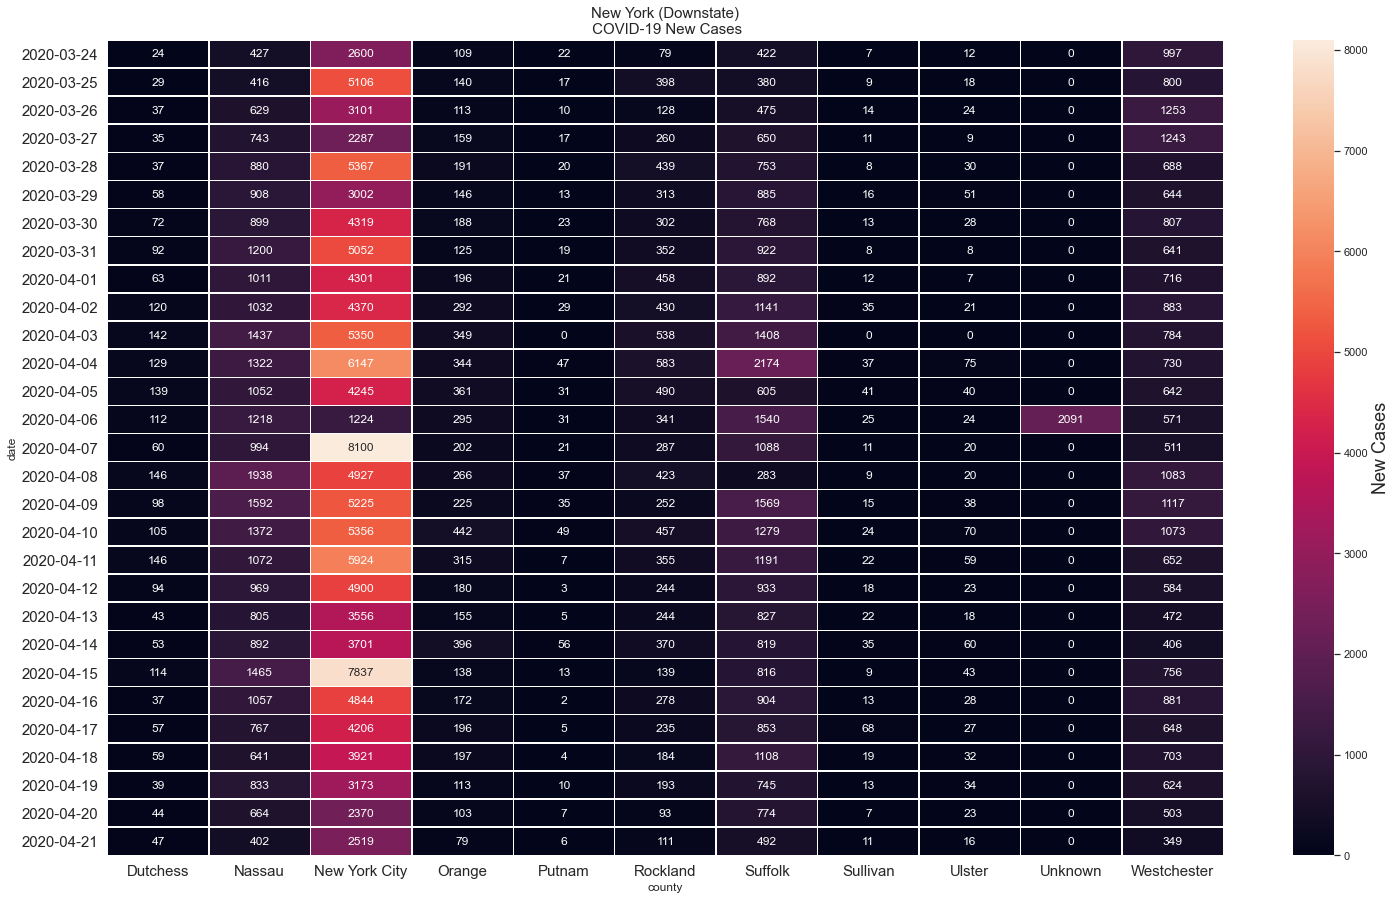 New York (Downstate)
COVID-19 New Cases
2020-03-24 24 427 2600 109 22 79 422 7 12 0 997
2020-03-25 29 416 5106 140 17 398 380 9 18 0 800
2020-03-26 37 629 3101 113 10 128 475 14 24 0 1253
2020-03-27 35 743 2287 159 17 260 650 11 9 0 1243
2020-03-28 37 880 5367 191 20 439 753 8 30 0 688
2020-03-29 58 908 3002 146 13 313 885 16 51 0 644
2020-03-30 72 899 4319 188 23 302 768 13 28 0 807
2020-03-31 92 1200 5052 125 19 352 922 8 8 0 641
2020-04-01 63 1011 4301 196 21 458 892 12 7 0 716
2020-04-02 120 1032 4370 292 29 430 1141 35 21 0 883
2020-04-03 142 1437 5350 349 0 538 1408 0 0 0 784
2020-04-04 129 1322 6147 344 47 583 2174 37 75 0 730
2020-04-05 139 1052 4245 361 31 490 605 41 40 0 642
2020-04-06 112 1218 1224 295 31 341 1540 25 24 2091 571
2020-04-07 60 994 8100 202 21 287 1088 11 20 0 511
2020-04-08 146 1938 4927 266 37 423 283 9 20 0 1083
2020-04-09 98 1592 5225 225 35 252 1569 15 38 0 1117
2020-04-10 105 1372 5356 442 49 457 1279 24 70 0 1073
2020-04-11 146 1072 5924 315 7 355 1191 22 59 0 652
2020-04-12 94 969 4900 180 3 244 933 18 23 0 584
2020-04-13 43 805 3556 155 5 244 827 22 18 0 472
2020-04-14 53 892 3701 396 56 370 819 35 60 0 406
2020-04-15 114 1465 7837 138 13 139 816 9 43 0 756
2020-04-16 37 1057 4844 172 2 278 904 13 28 0 881
2020-04-17 57 767 4206 196 5 235 853 68 27 0 648
2020-04-18 59 641 3921 197 4 184 1108 19 32 0 703
2020-04-19 39 833 3173 113 10 193 745 13 34 0 624
2020-04-20 44 664 2370 103 7 93 774 7 23 0 503
2020-04-21 47 402 2519 79 6 111 492 11 16 0 349
date
Dutchess Nassau New York City Orange Putnam Rockland Suffolk Sullivan Ulster Unknown Westchester
county
8000
7000
6000
5000
4000
3000
2000
1000
0
New Cases